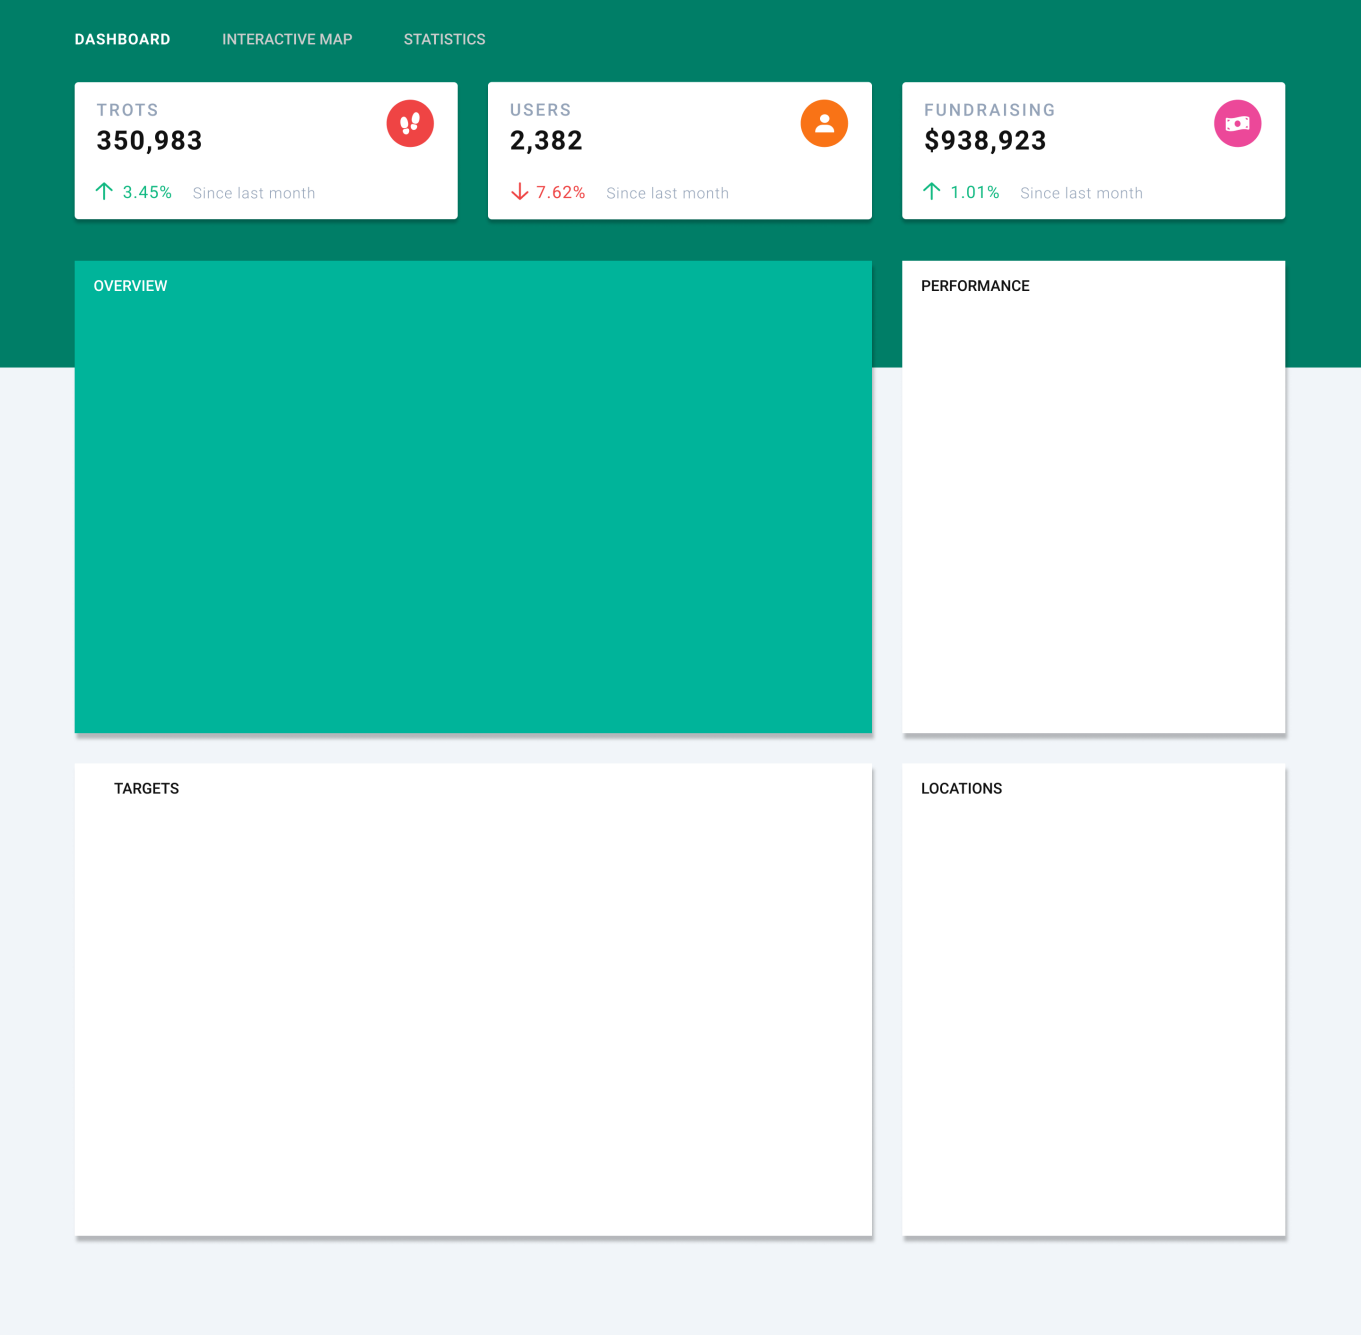 DASHBOARD INTERACTIVE MAP STATISTICS
TROTS
350,983
3.45% Since last month
USERS
2,382
7.62% Since last month
FUNDRAISING
$938,923
1.01% Since last month
OVERVIEW
PERFORMANCE
TARGETS
LOCATIONS